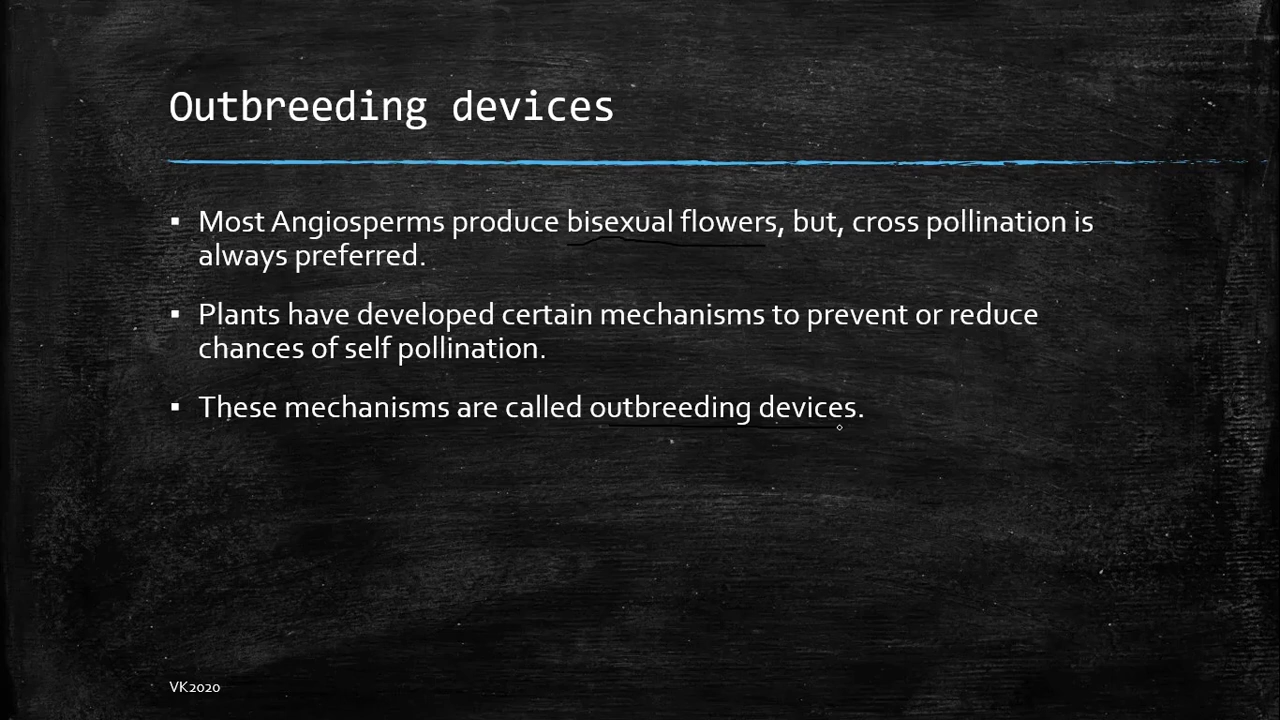 Outbreeding devices
▪ Most Angiosperms produce bisexual flowers, but, cross pollination is
always preferred.
▪ Plants have developed certain mechanisms to prevent or reduce
chances of self pollination.
▪ These mechanisms are called outbreeding devices.
VK2020